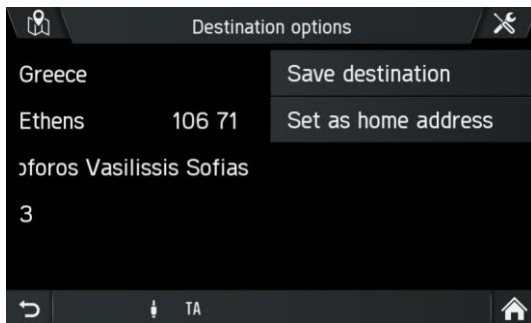 Destination options
Greece
Save destination
Ethens 106 71
Set as home address
oforos Vasilissis Sofias
3
TA